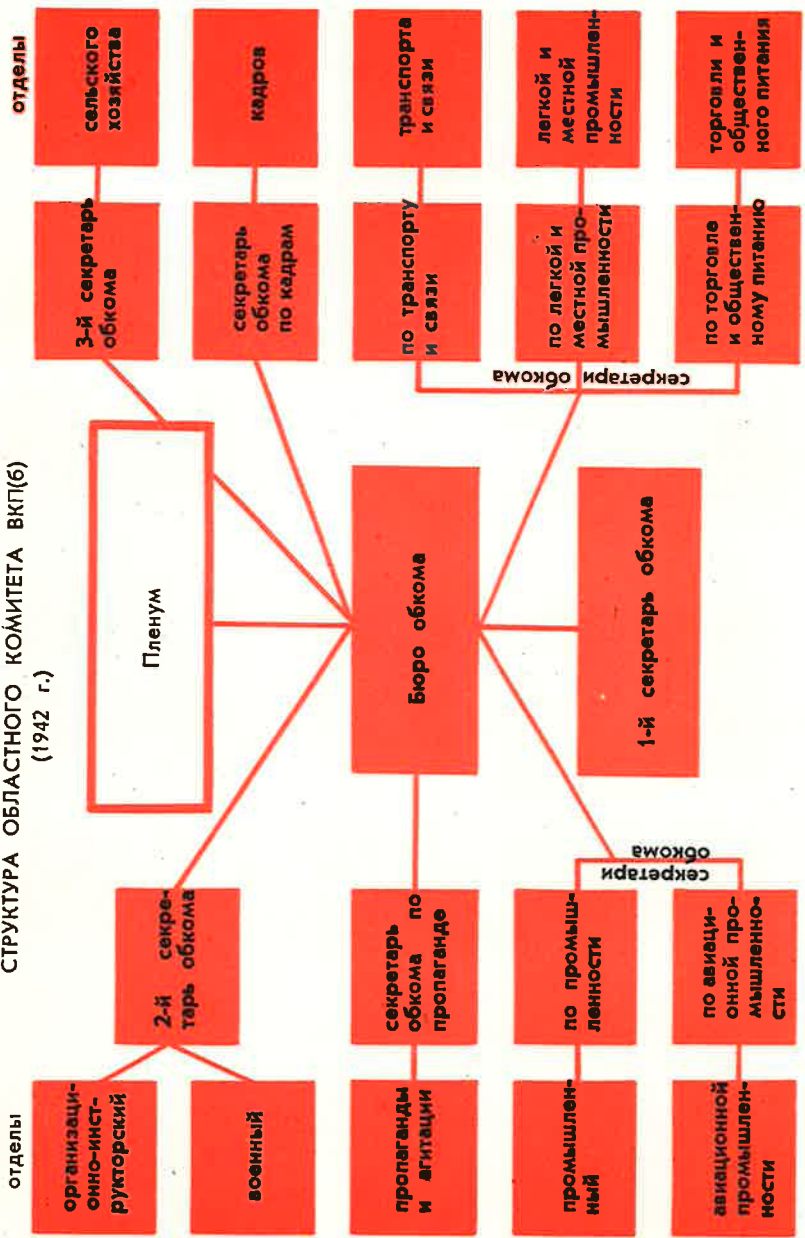 СТРУКТУРА ОБЛАСТНОГО КОМИТЕТА ВКП(б)
(1942 г.)
отделы
организаци-
онно-инст-
рукторский
военный
пропаганды
и агитации
промышлен-
ный
авиационной
промышлен-
ности
2-й секре-
тарь обкома
секретарь
обкома по
пропаганде
секретари
обкома
по промыш-
ленности
по авиаци-
онной про-
мышленно-
сти
Пленум
Бюро обкома
1-й секретарь обкома
3-й секретарь
обкома
секретарь
обкома
по кадрам
секретари обкома
по транспорту
и связи
по легкой и
местной про-
мышленности
по торговле
и обществен-
ному питанию
отделы
сельского
хозяйства
кадров
транспорта
и связи
легкой и
местной
промышлен-
ности
торговли и
обществен-
ного питания